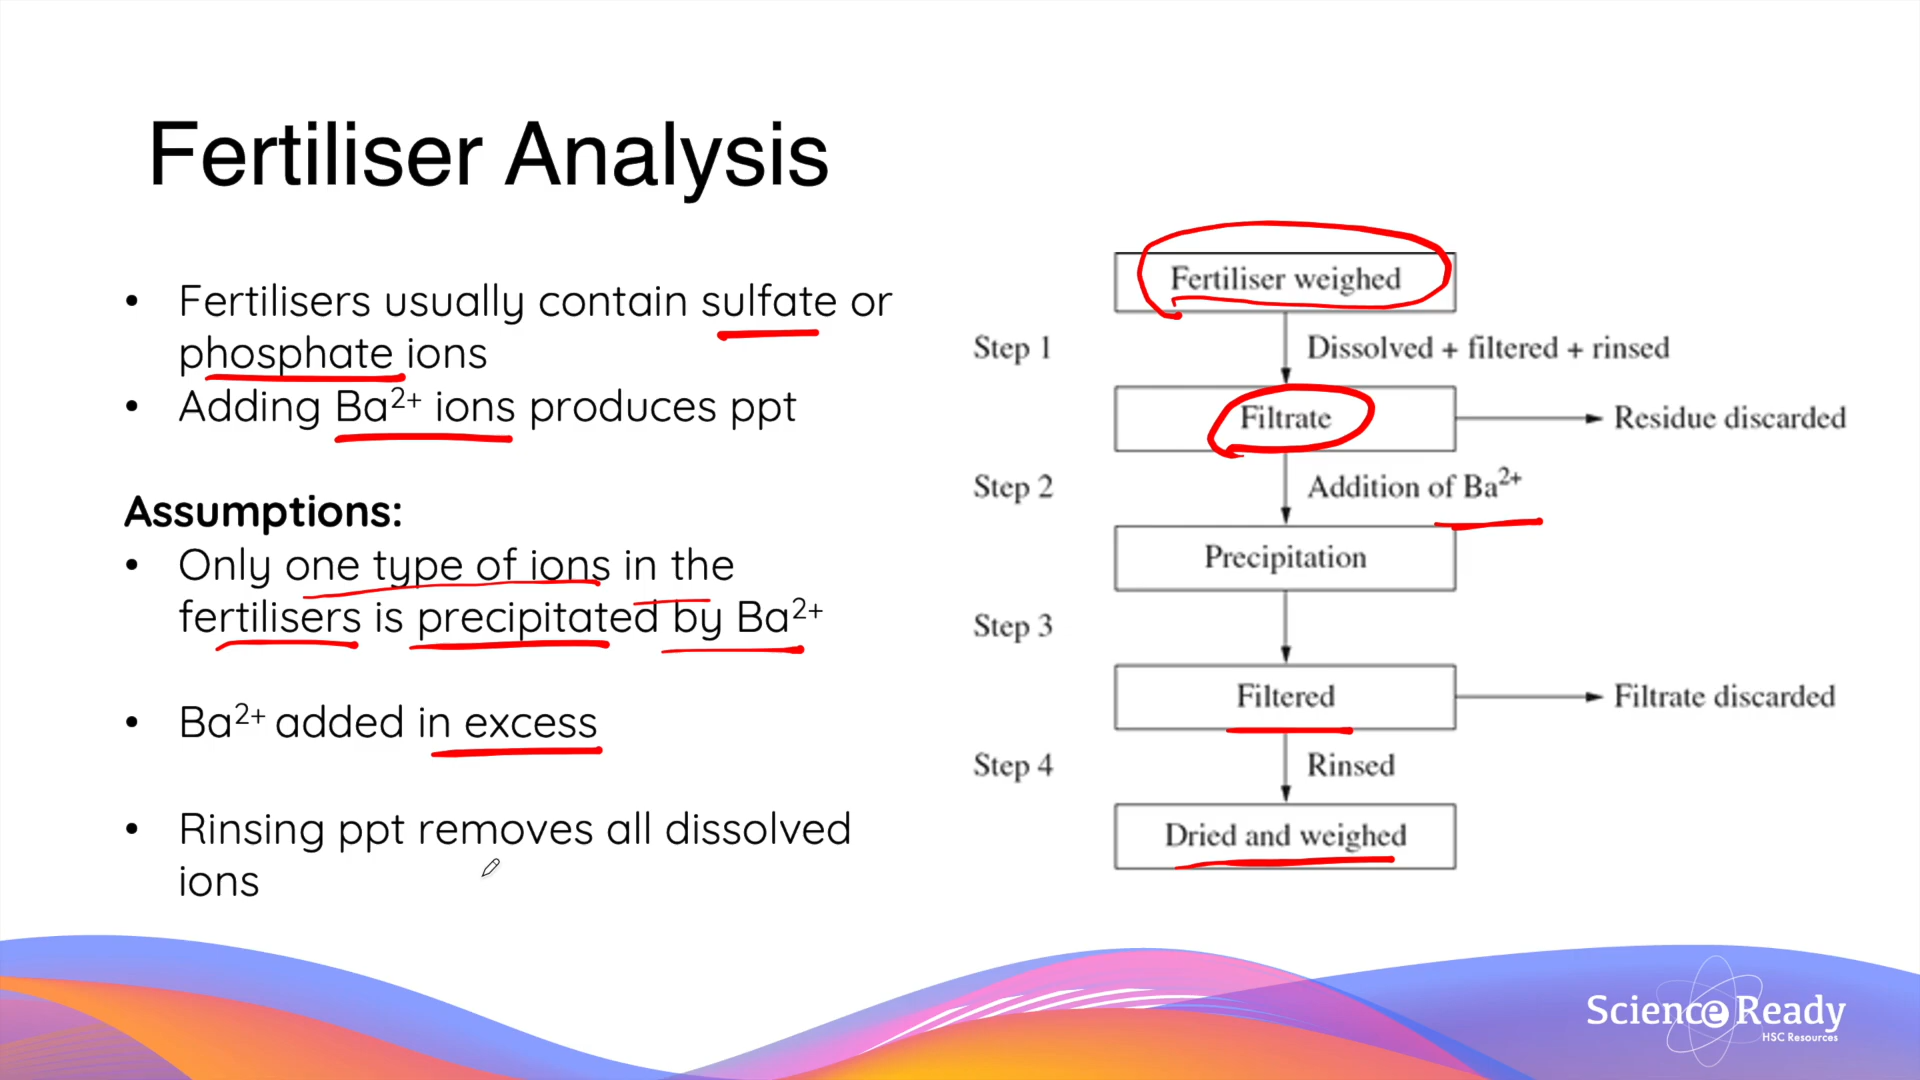 Fertiliser Analysis
• Fertilisers usually contain sulfate or
phosphate ions
• Adding Ba²⁺ ions produces ppt
Assumptions:
• Only one type of ions in the
fertilisers is precipitated by Ba²⁺
• Ba²⁺ added in excess
• Rinsing ppt removes all dissolved
ions
Fertiliser weighed
Step 1
Dissolved + filtered + rinsed
Filtrate
Residue discarded
Step 2
Addition of Ba²⁺
Precipitation
Step 3
Filtered
Filtrate discarded
Step 4
Rinsed
Dried and weighed
Science Ready
HSC Resources